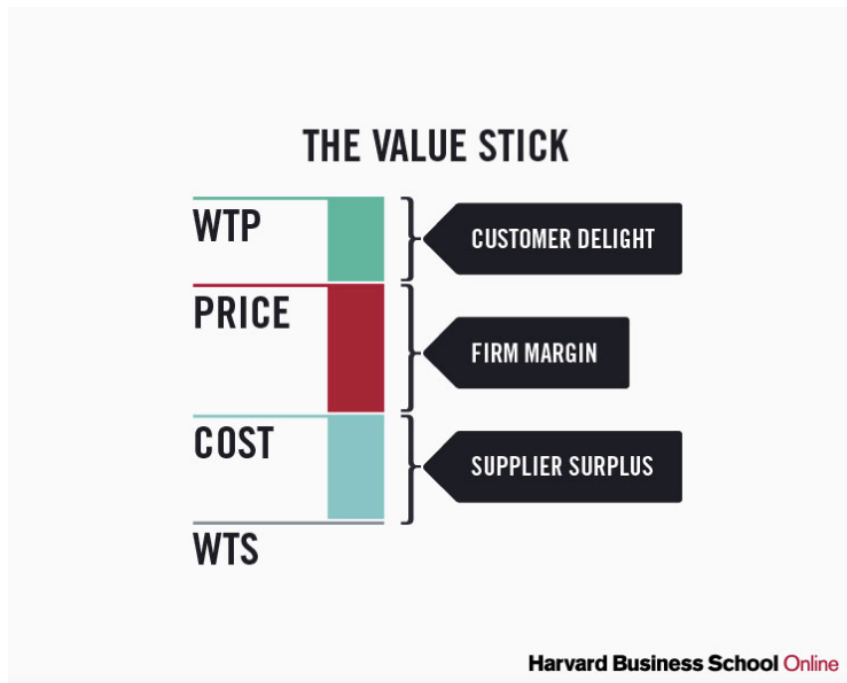 THE VALUE STICK
WTP
CUSTOMER DELIGHT
PRICE
FIRM MARGIN
COST
SUPPLIER SURPLUS
WTS
Harvard Business School Online